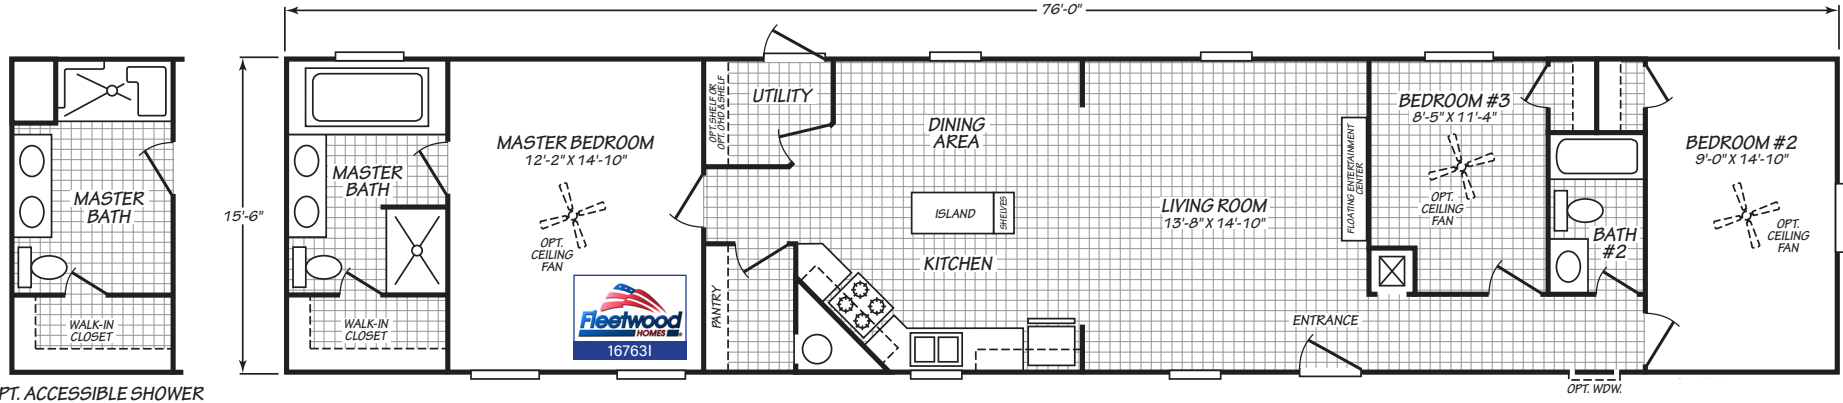 76'-0"
15'-6"
MASTER
BATH
WALK-IN
CLOSET
OPT. ACCESSIBLE SHOWER
MASTER
BATH
WALK-IN
CLOSET
MASTER BEDROOM
12'-2" X 14'-10"
OPT.
CEILING
FAN
Fleetwood
HOMES
16763I
OPT. SHELF OR
OPT. OHD & SHELF
UTILITY
PANTRY
DINING
AREA
ISLAND
SHELVES
KITCHEN
LIVING ROOM
13'-8" X 14'-10"
FLOATING ENTERTAINMENT
CENTER
ENTRANCE
BEDROOM #3
8'-5" X 11'-4"
OPT.
CEILING
FAN
BATH
#2
OPT. WDW.
BEDROOM #2
9'-0" X 14'-10"
OPT.
CEILING
FAN